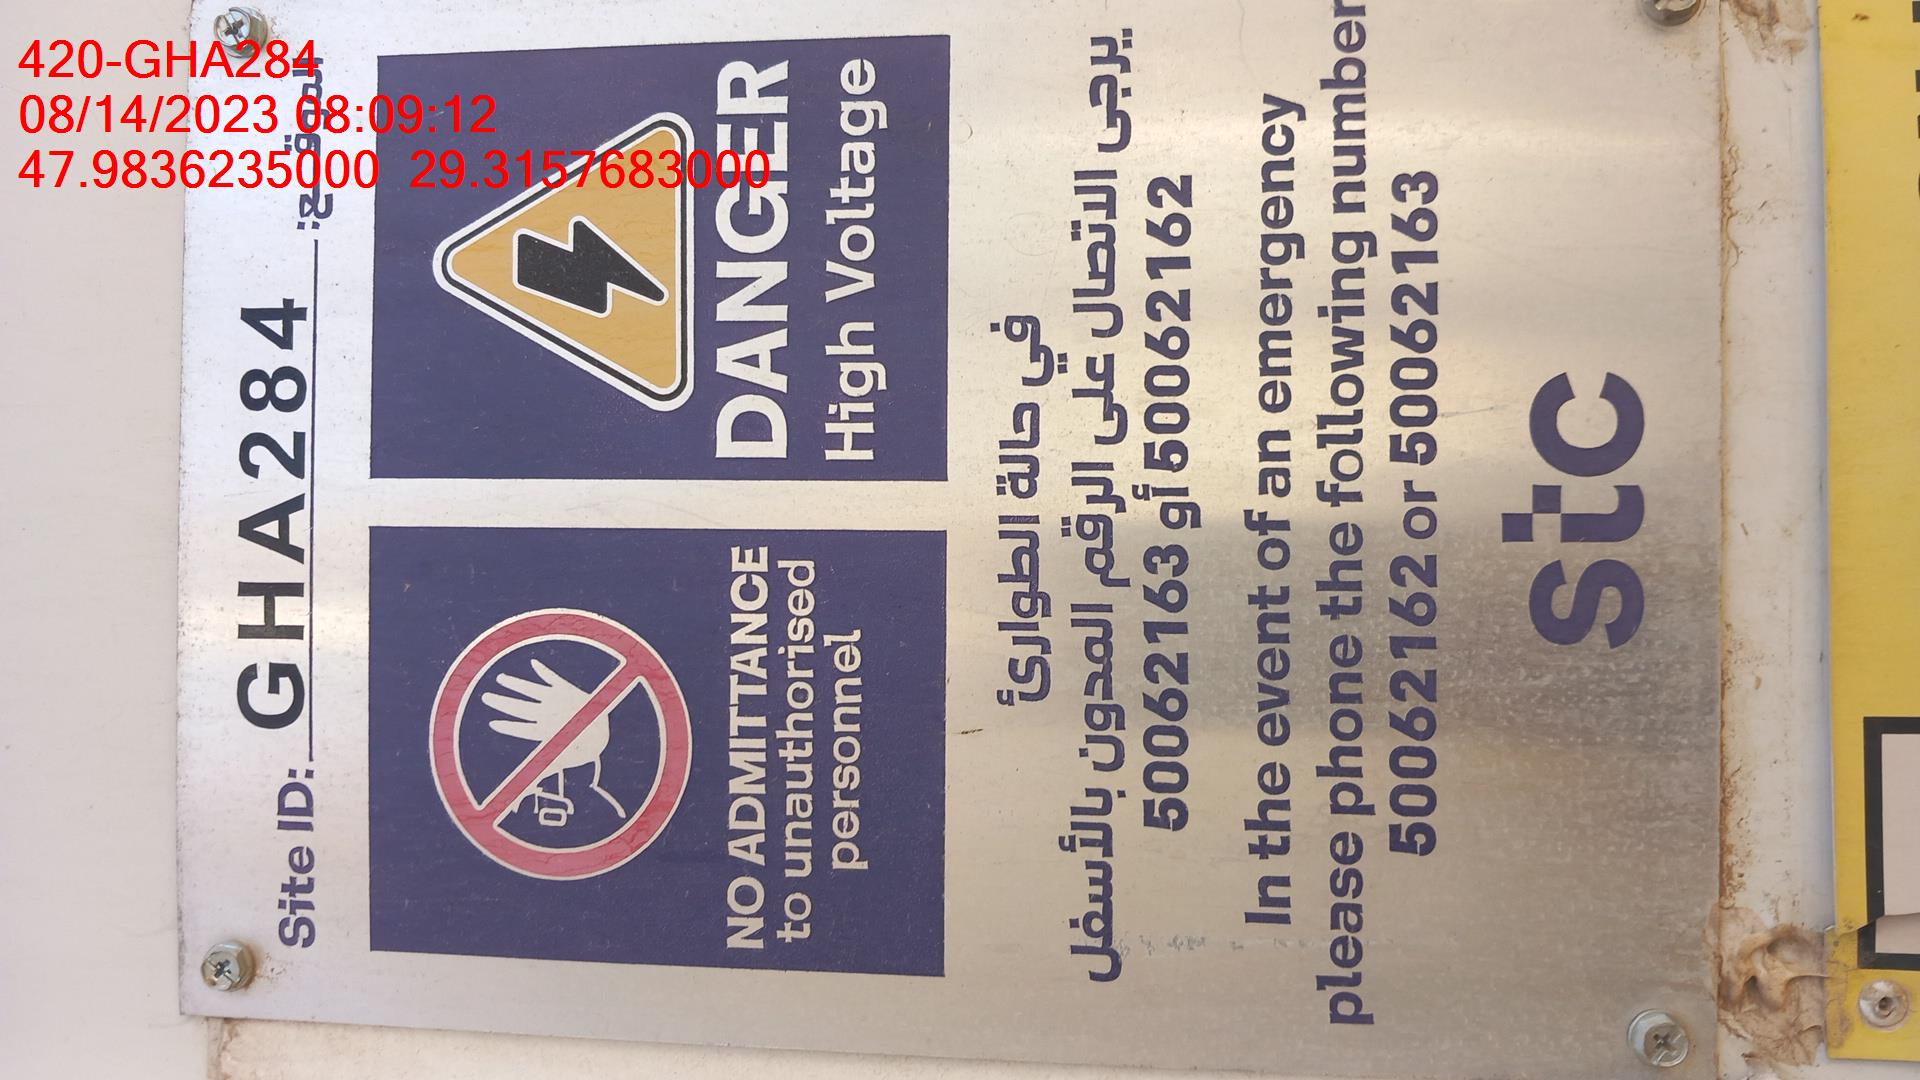 420-GHA284
08/14/2023 08:09:12
47.9836235000 29.3157683000
Site ID: GHA284 الموقع:
NO ADMITTANCE
to unauthorised
personnel
DANGER
High Voltage
في حالة الطوارئ
يرجى الاتصال على الرقم المدون بالأسفل
50062163 أو 50062162
In the event of an emergency
please phone the following number
50062162 or 50062163
stc